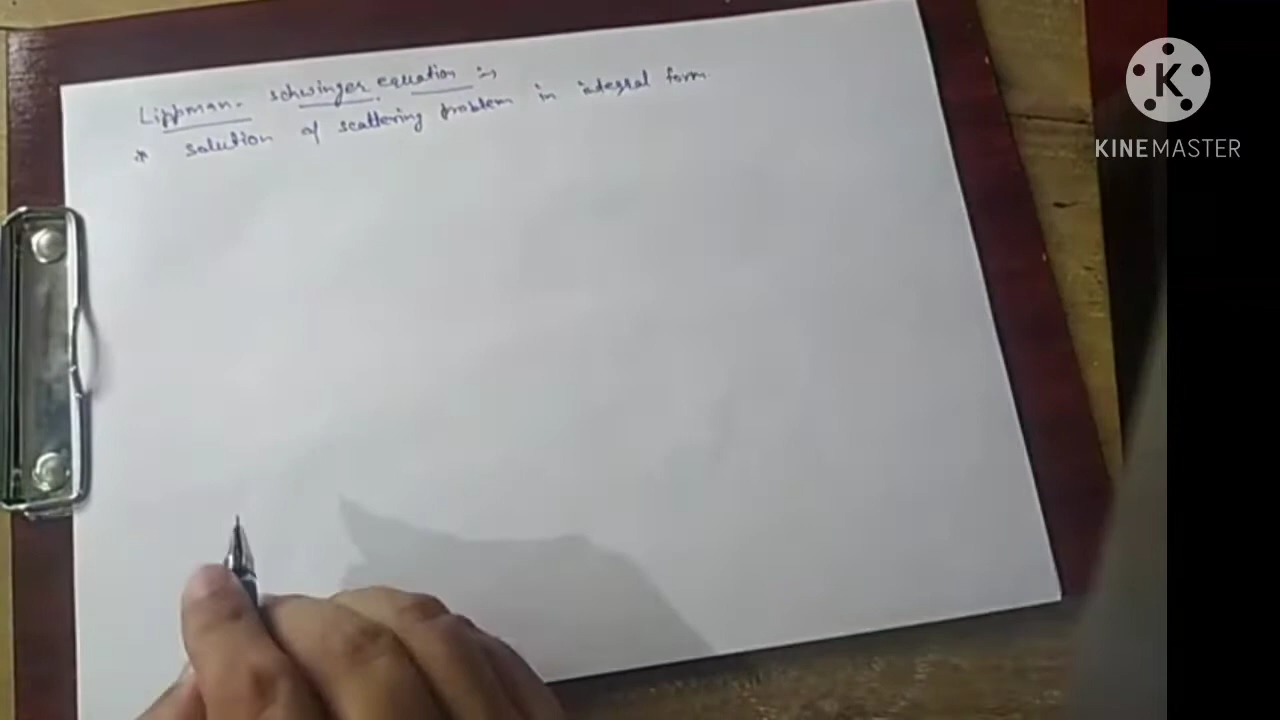 Lippman- schwinger equation :-
* solution of scattering problem in integral form.
K
KINEMASTER